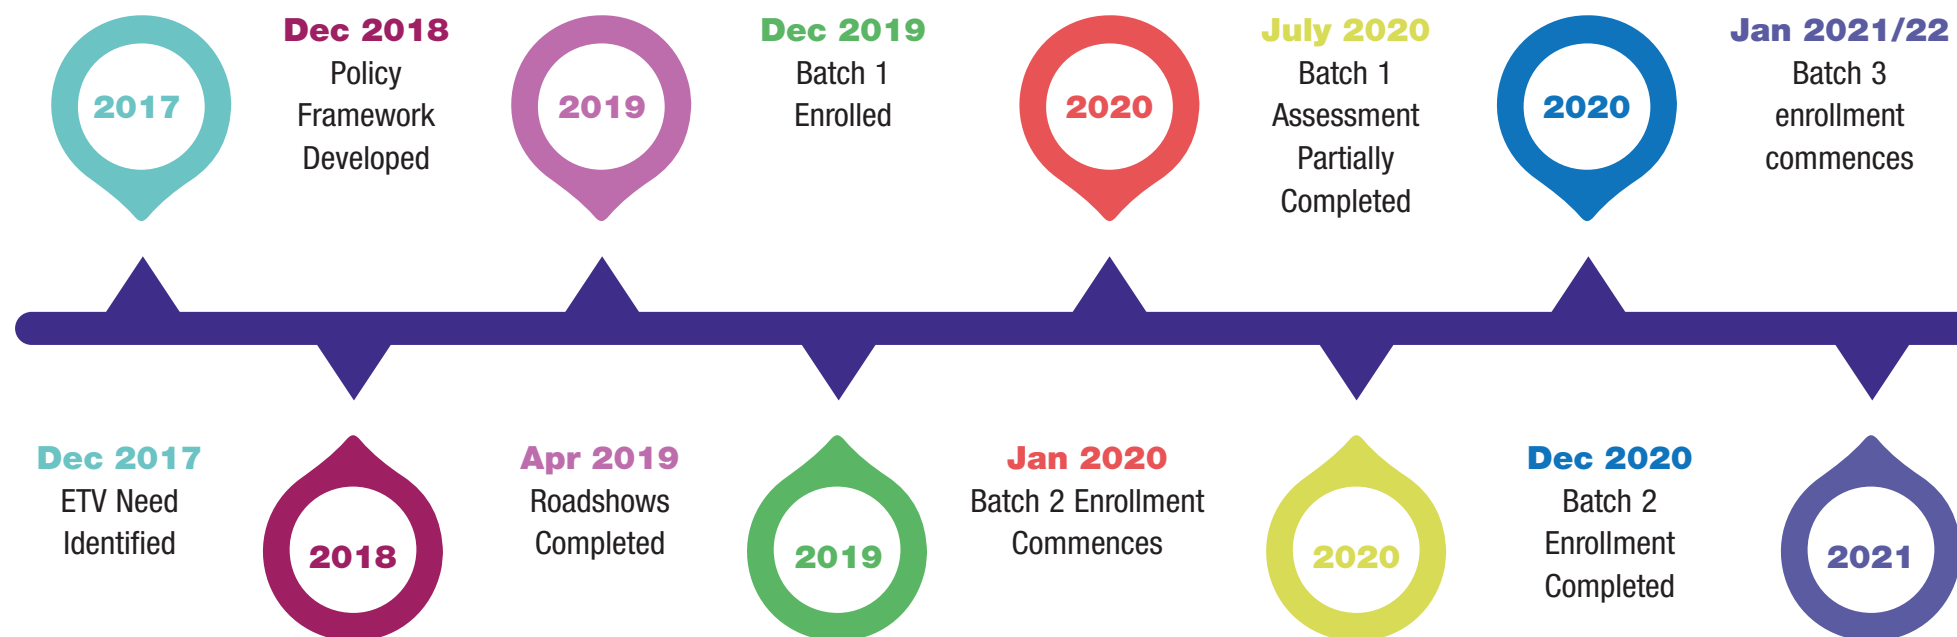 2017
Dec 2017
ETV Need
Identified
Dec 2018
Policy
Framework
Developed
2018
2019
Apr 2019
Roadshows
Completed
Dec 2019
Batch 1
Enrolled
2019
2020
Jan 2020
Batch 2 Enrollment
Commences
July 2020
Batch 1
Assessment
Partially
Completed
2020
2020
Dec 2020
Batch 2
Enrollment
Completed
Jan 2021/22
Batch 3
enrollment
commences
2021